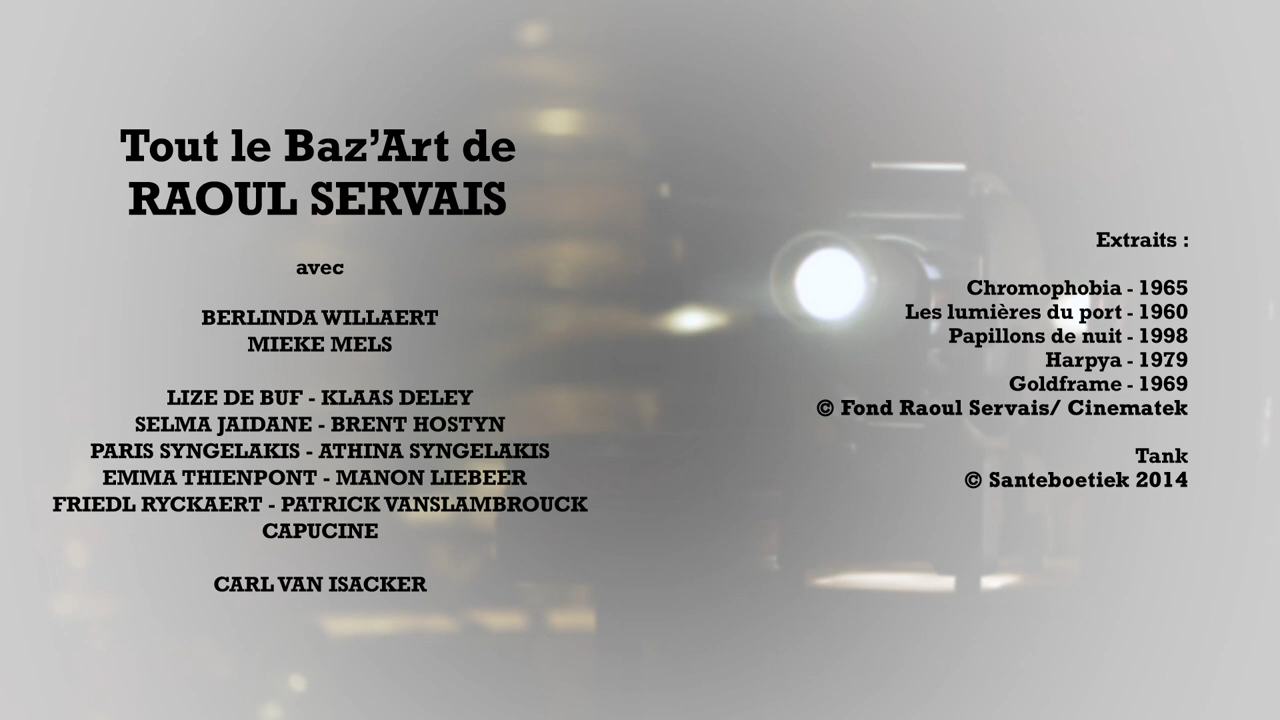 Tout le Baz’Art de
RAOUL SERVAIS
avec
BERLINDA WILLAERT
MIEKE MELS
LIZE DE BUF - KLAAS DELEY
SELMA JAIDANE - BRENT HOSTYN
PARIS SYNGELAKIS - ATHINA SYNGELAKIS
EMMA THIENPONT - MANON LIEBEER
FRIEDL RYCKAERT - PATRICK VANSLAMBROUCK
CAPUCINE
CARL VAN ISACKER
Extraits :
Chromophobia - 1965
Les lumières du port - 1960
Papillons de nuit - 1998
Harpya - 1979
Goldframe - 1969
© Fond Raoul Servais/ Cinematek
Tank
© Santeboetiek 2014